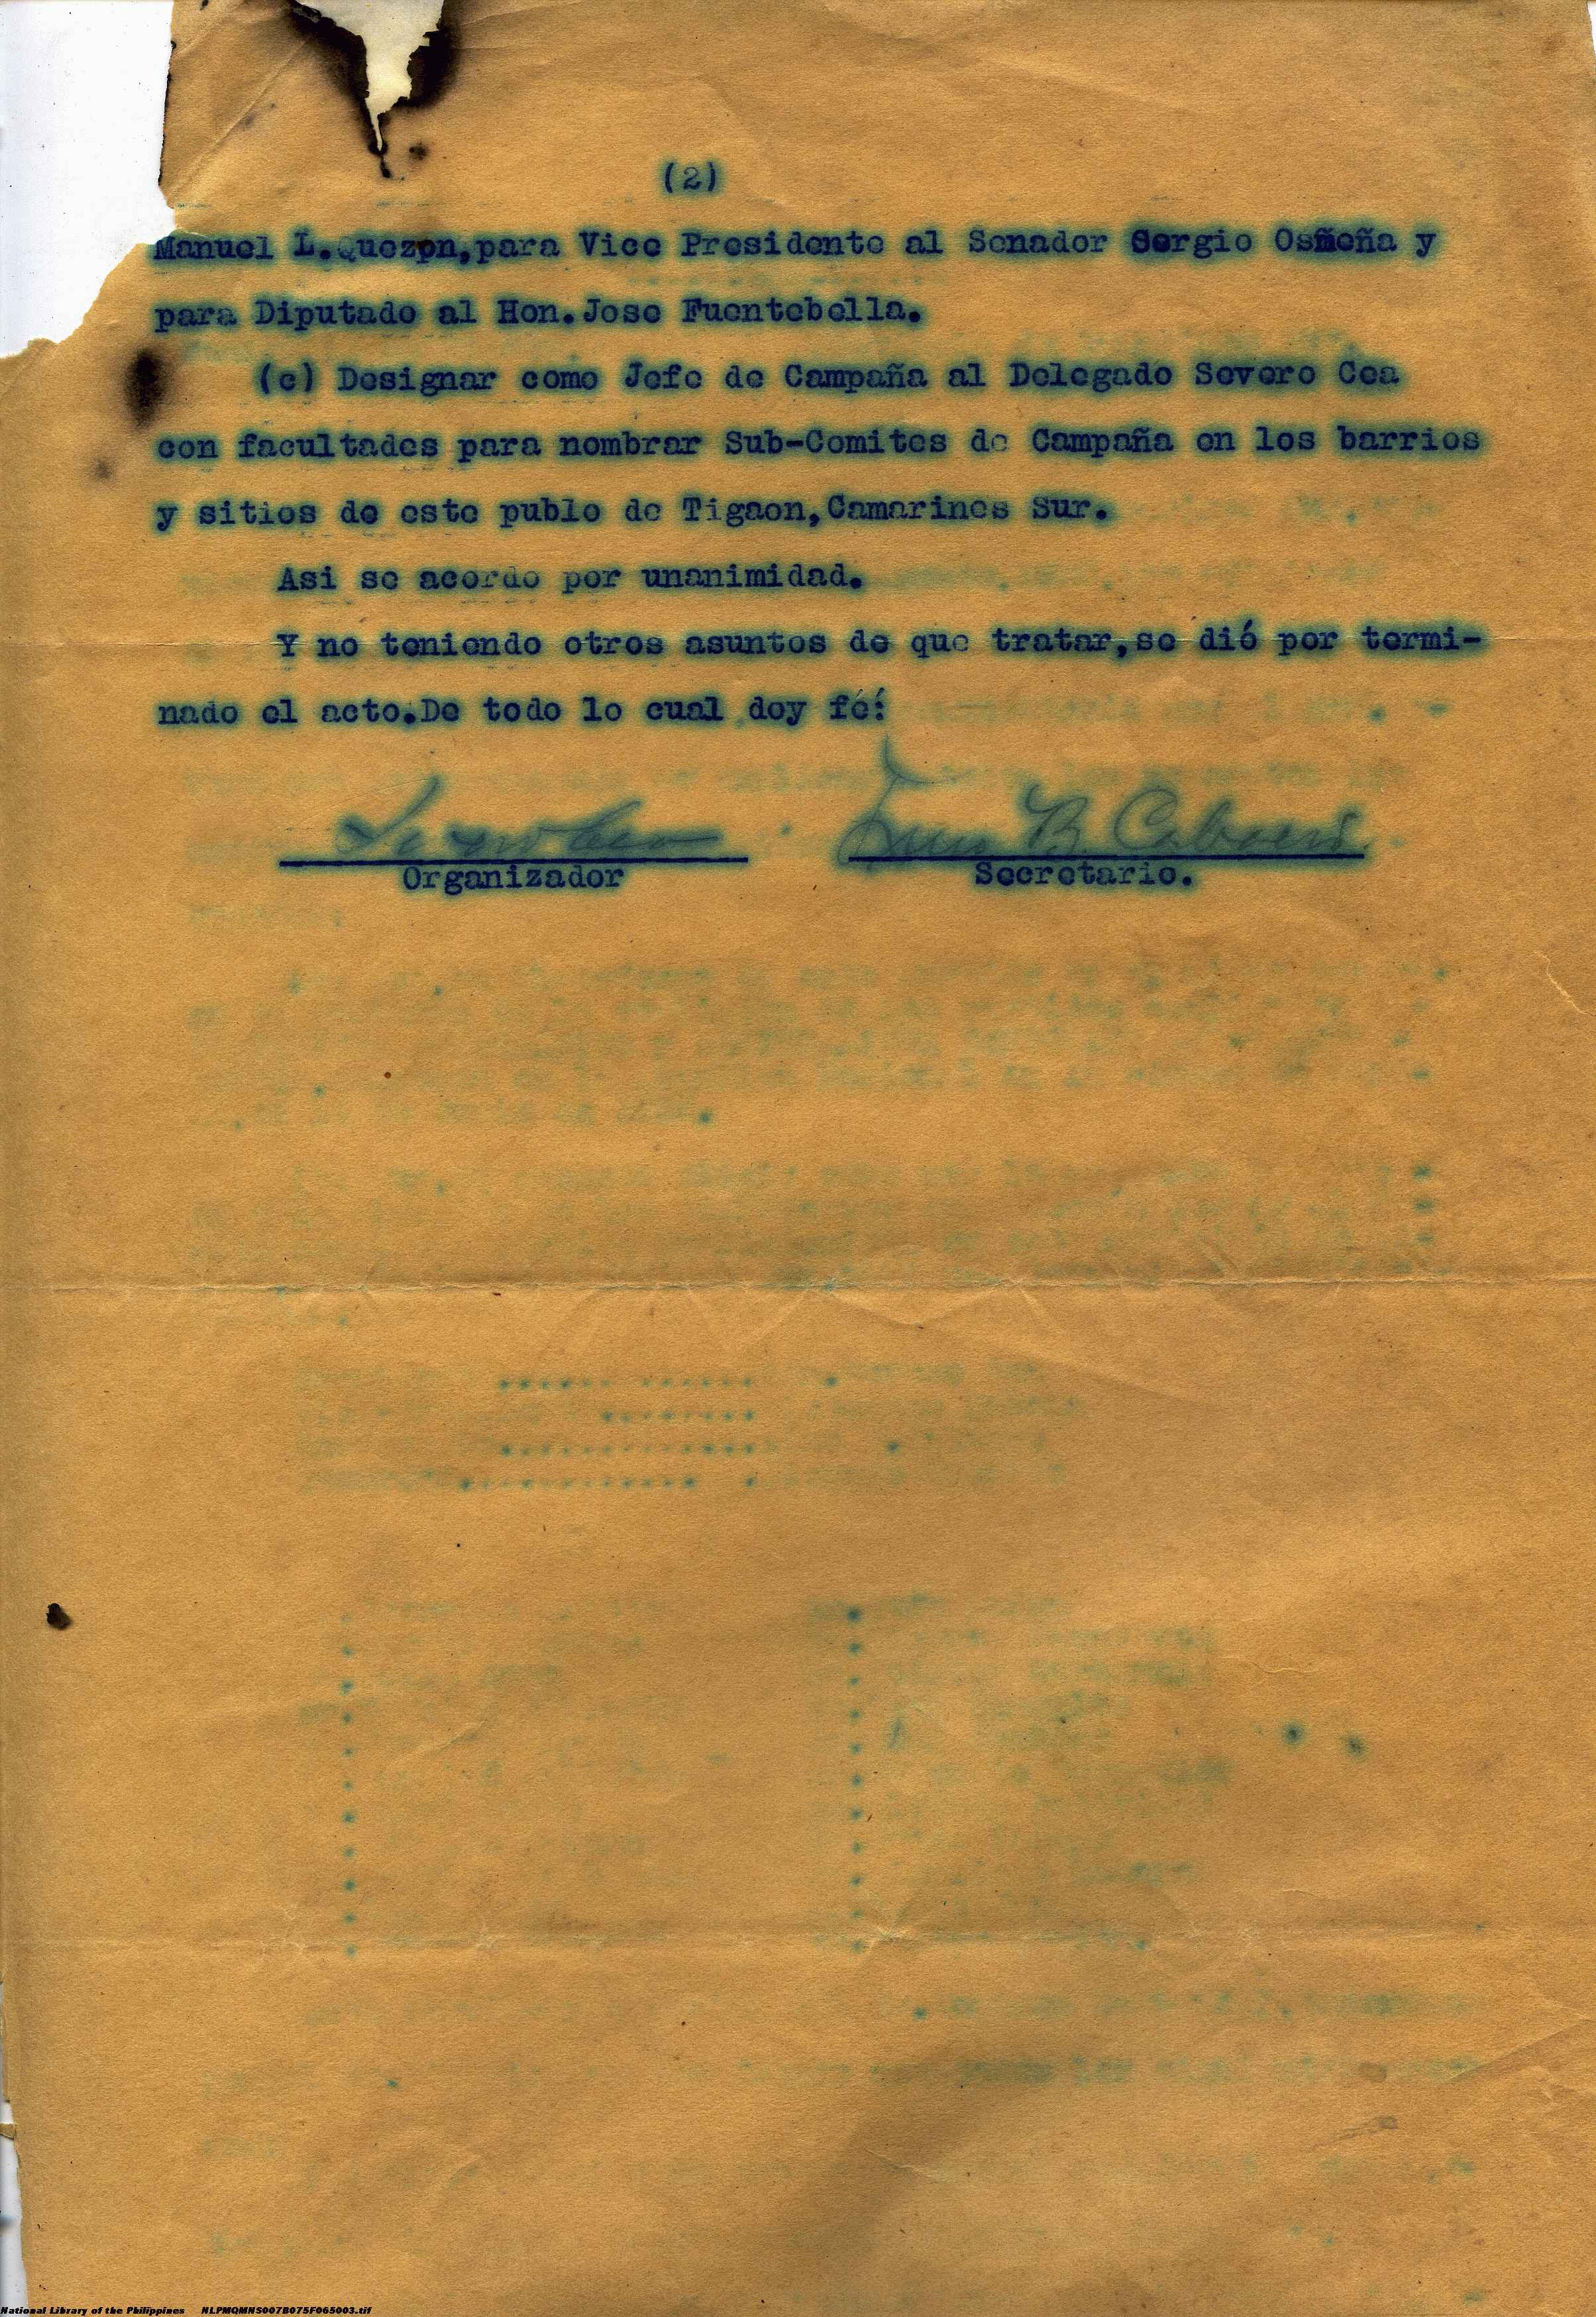 (2)
Manuel L.Quezon,para Vice Presidente al Senador Sergio Osmeña y
para Diputado al Hon.Jose Fuentebella.
(c) Designar como Jefe de Campaña al Delegado Severo Cea
con facultades para nombrar Sub-Comites de Campaña en los barrios
y sitios de este publo de Tigaon,Camarines Sur.
Asi se acordo por unanimidad.
Y no teniendo otros asuntos de que tratar,se dió por termi-
nado el acto.De todo lo cual doy fé:
Severo Cea
Organizador
B.
Secretario.
National Library of the Philippines NLPMQMNS007B075F065003.tif